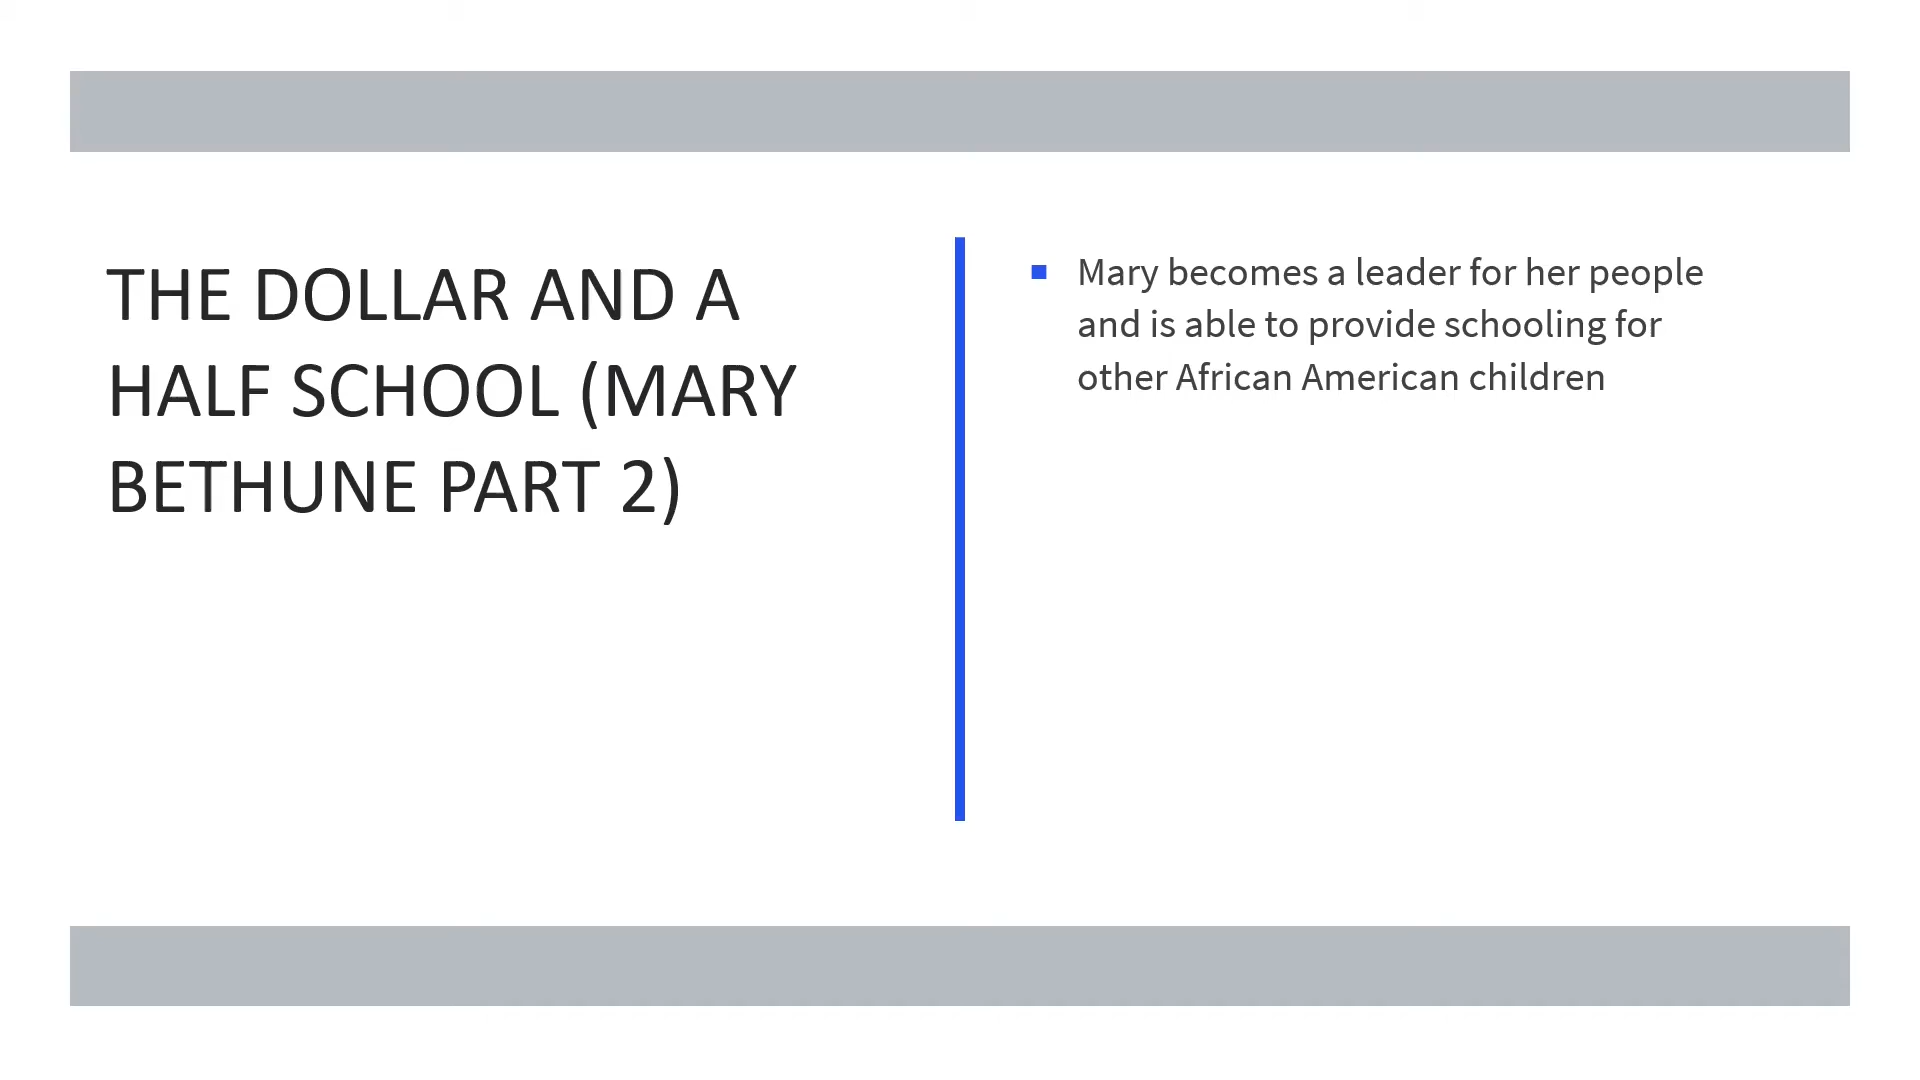 THE DOLLAR AND A
HALF SCHOOL (MARY
BETHUNE PART 2)
Mary becomes a leader for her people
and is able to provide schooling for
other African American children